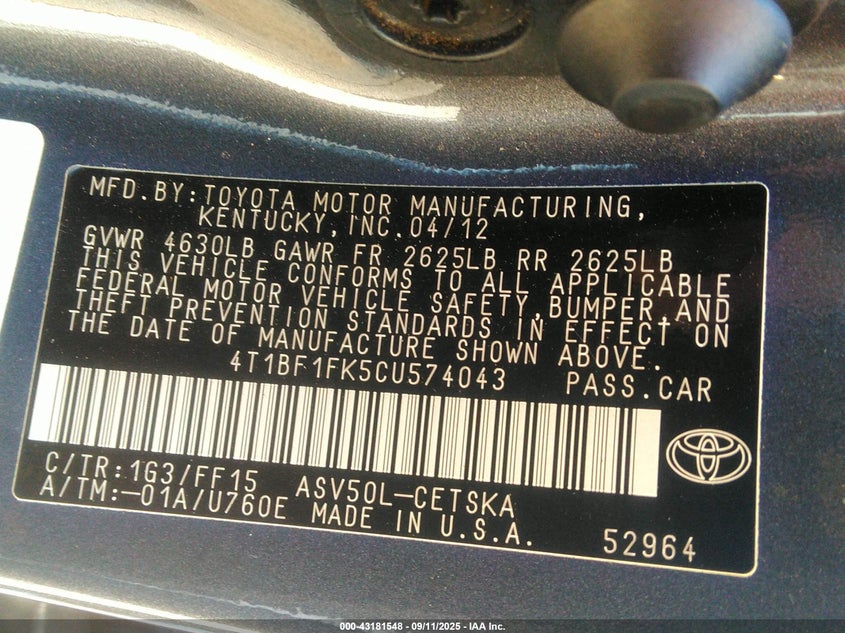 MFD.BY:TOYOTA MOTOR MANUFACTURING,
KENTUCKY,INC.04/12
GVWR 4630LB GAWR FR 2625LB RR 2625LB
THIS VEHICLE CONFORMS TO ALL APPLICABLE
FEDERAL MOTOR VEHICLE SAFETY,BUMPER,AND
THEFT PREVENTION STANDARDS IN EFFECT ON
THE DATE OF MANUFACTURE SHOWN ABOVE.
4T1BF1FK5CU574043 PASS.CAR
C/TR:1G3/FF15 ASV50L-CETSKA
A/TM:-01A/U760E MADE IN U.S.A.
52964
000-43181548 - 09/11/2025 - IAA Inc.